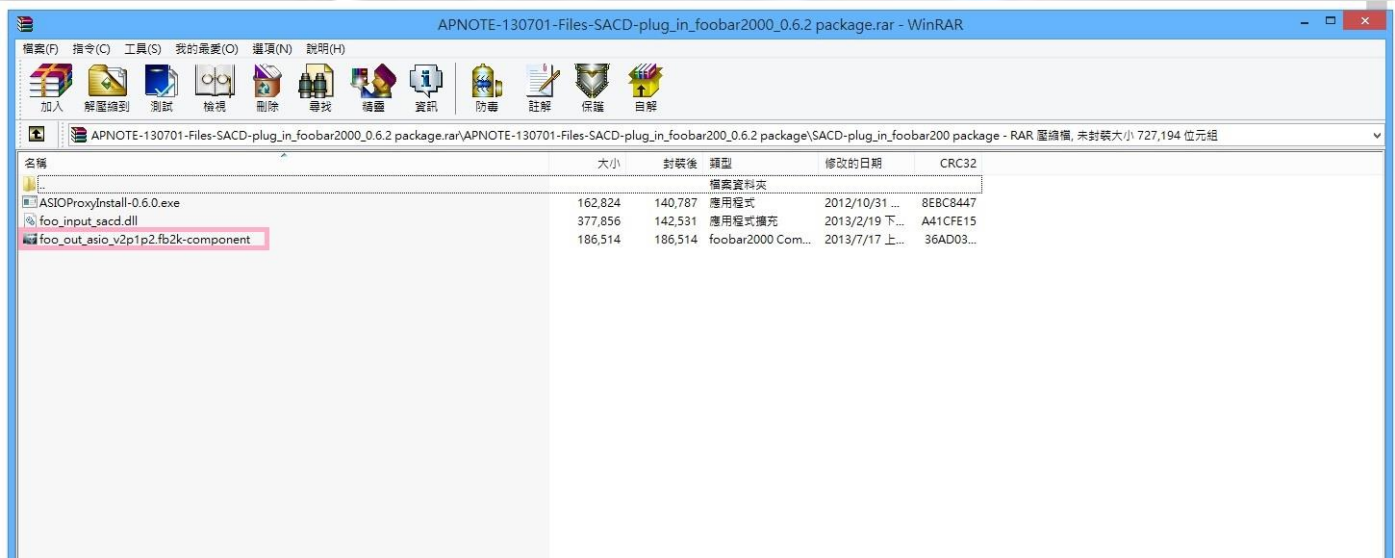 APNOTE-130701-Files-SACD-plug_in_foobar2000_0.6.2 package.rar - WinRAR
檔案(F) 指令(C) 工具(S) 我的最愛(O) 選項(N) 說明(H)
加入 解壓縮到 測試 檢視 刪除 尋找 精靈 資訊 防毒 註解 保護 自解
APNOTE-130701-Files-SACD-plug_in_foobar2000_0.6.2 package.rar\APNOTE-130701-Files-SACD-plug_in_foobar200_0.6.2 package\SACD-plug_in_foobar200 package - RAR 壓縮檔, 未封裝大小 727,194 位元組
名稱 大小 封裝後 類型 修改的日期 CRC32
.. 檔案資料夾
ASIOProxyInstall-0.6.0.exe 162,824 140,787 應用程式 2012/10/31 ... 8EBC8447
foo_input_sacd.dll 377,856 142,531 應用程式擴充 2013/2/19 下... A41CFE15
foo_out_asio_v2p1p2.fb2k-component 186,514 186,514 foobar2000 Com... 2013/7/17 上... 36AD03...